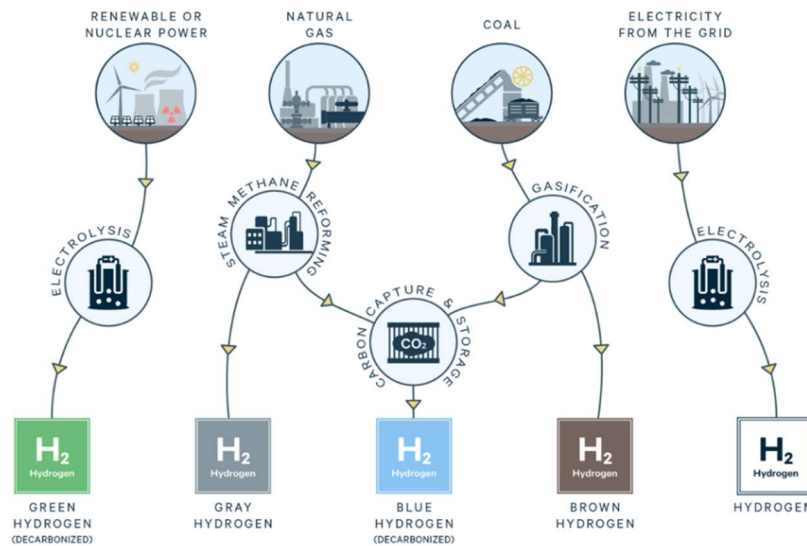 RENEWABLE OR
NUCLEAR POWER
NATURAL
GAS
COAL
ELECTRICITY
FROM THE GRID
ELECTROLYSIS
STEAM METHANE REFORMING
GASIFICATION
ELECTROLYSIS
CARBON CAPTURE & STORAGE
CO₂
H₂
Hydrogen
H₂
Hydrogen
H₂
Hydrogen
H₂
Hydrogen
H₂
Hydrogen
GREEN
HYDROGEN
(DECARBONIZED)
GRAY
HYDROGEN
BLUE
HYDROGEN
(DECARBONIZED)
BROWN
HYDROGEN
HYDROGEN